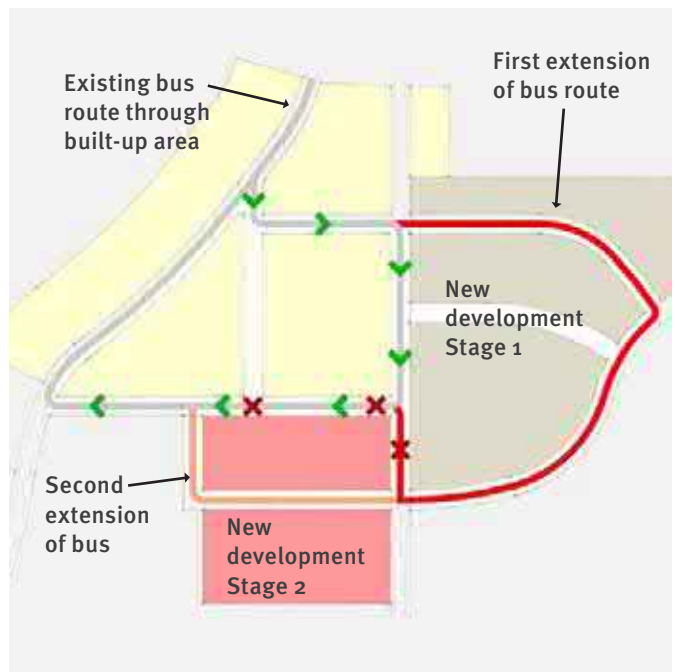 Existing bus
route through
built-up area
First extension
of bus route
New
development
Stage 1
Second
extension
of bus
New
development
Stage 2